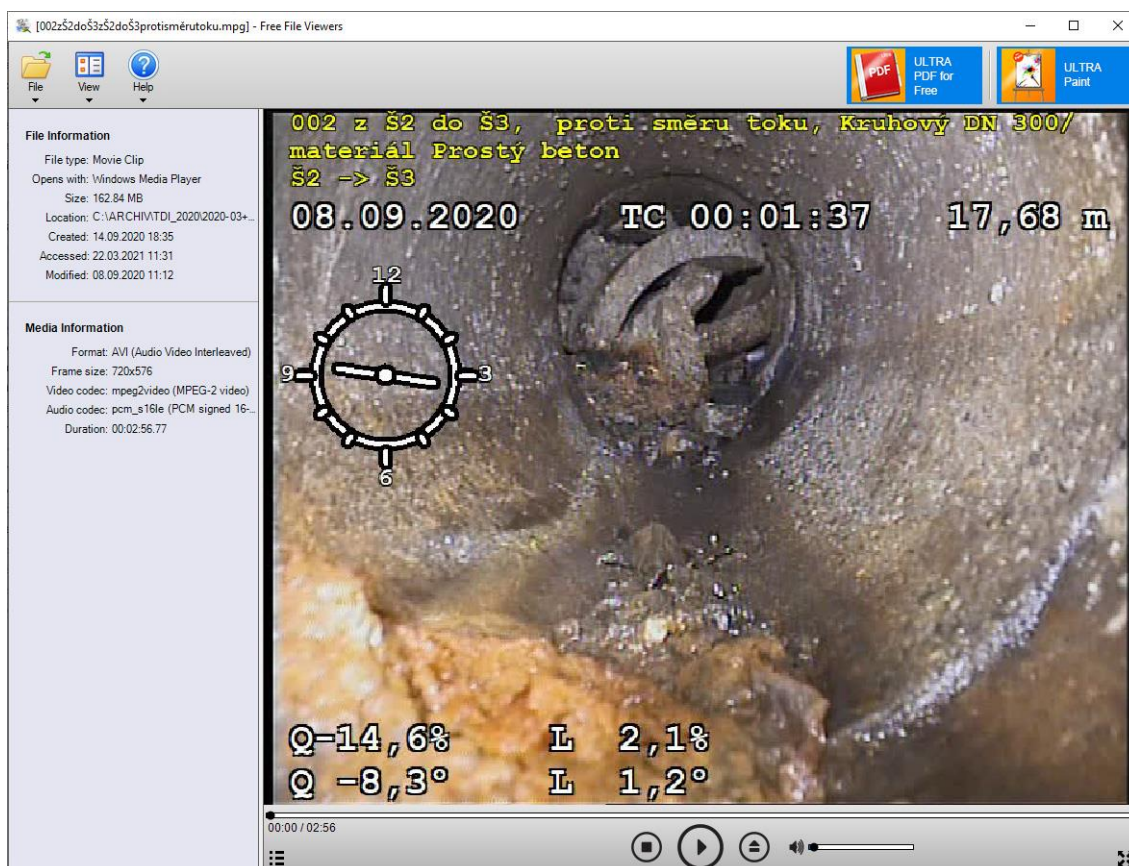 [002zŠ2doŠ3zŠ2doŠ3protisměrutoku.mpg] - Free File Viewers
File
View
Help
PDF
ULTRA
PDF for
Free
ULTRA
Paint
File Information
File type: Movie Clip
Opens with: Windows Media Player
Size: 162.84 MB
Location: C:\ARCHIV\TDI_2020\2020-03+...
Created: 14.09.2020 18:35
Accessed: 22.03.2021 11:31
Modified: 08.09.2020 11:12
Media Information
Format: AVI (Audio Video Interleaved)
Frame size: 720x576
Video codec: mpeg2video (MPEG-2 video)
Audio codec: pcm_s16le (PCM signed 16-...
Duration: 00:02:56.77
002 z Š2 do Š3, proti směru toku, Kruhový DN 300/
materiál Prostý beton
Š2 -> Š3
08.09.2020 TC 00:01:37 17,68 m
12
9
3
6
Q-14,6% L 2,1%
Q -8,3° L 1,2°
00:00 / 02:56